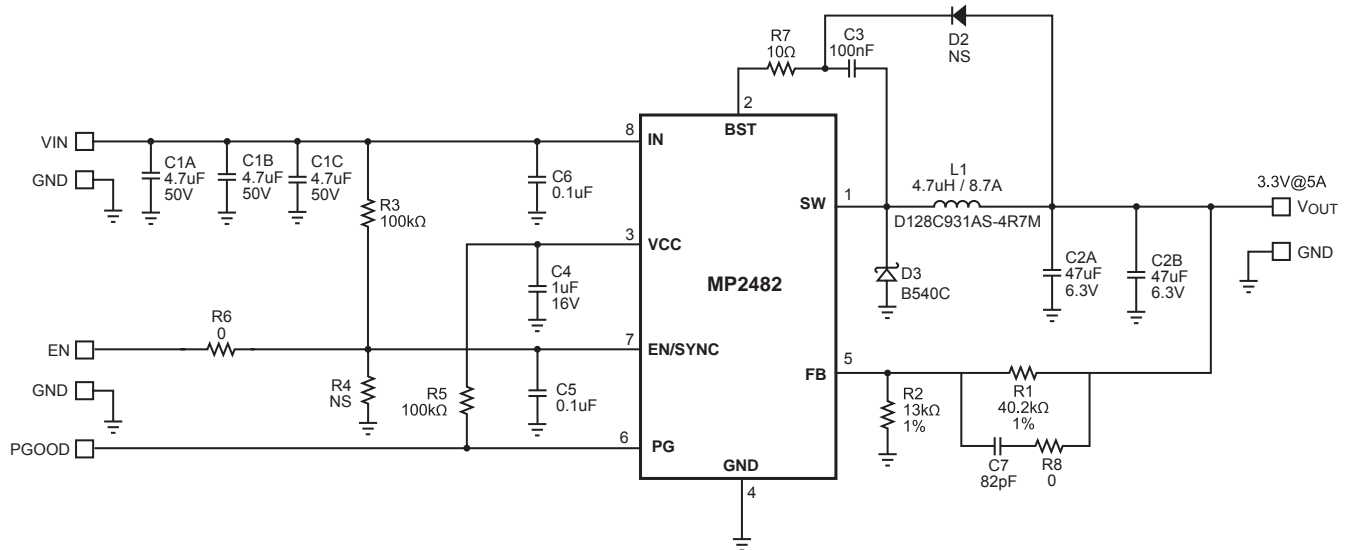 R7
10Ω
C3
100nF
D2
NS
2
BST
VIN
8
IN
C1A
4.7uF
50V
C1B
4.7uF
50V
C1C
4.7uF
50V
C6
0.1uF
GND
L1
4.7uH / 8.7A
3.3V@5A
R3
100kΩ
SW
1
D128C931AS-4R7M
VOUT
3
VCC
C4
1uF
16V
MP2482
D3
B540C
C2A
47uF
6.3V
C2B
47uF
6.3V
GND
R6
0
EN
7
EN/SYNC
5
FB
GND
R4
NS
R5
100kΩ
C5
0.1uF
R2
13kΩ
1%
R1
40.2kΩ
1%
PGOOD
6
PG
C7
82pF
R8
0
GND
4